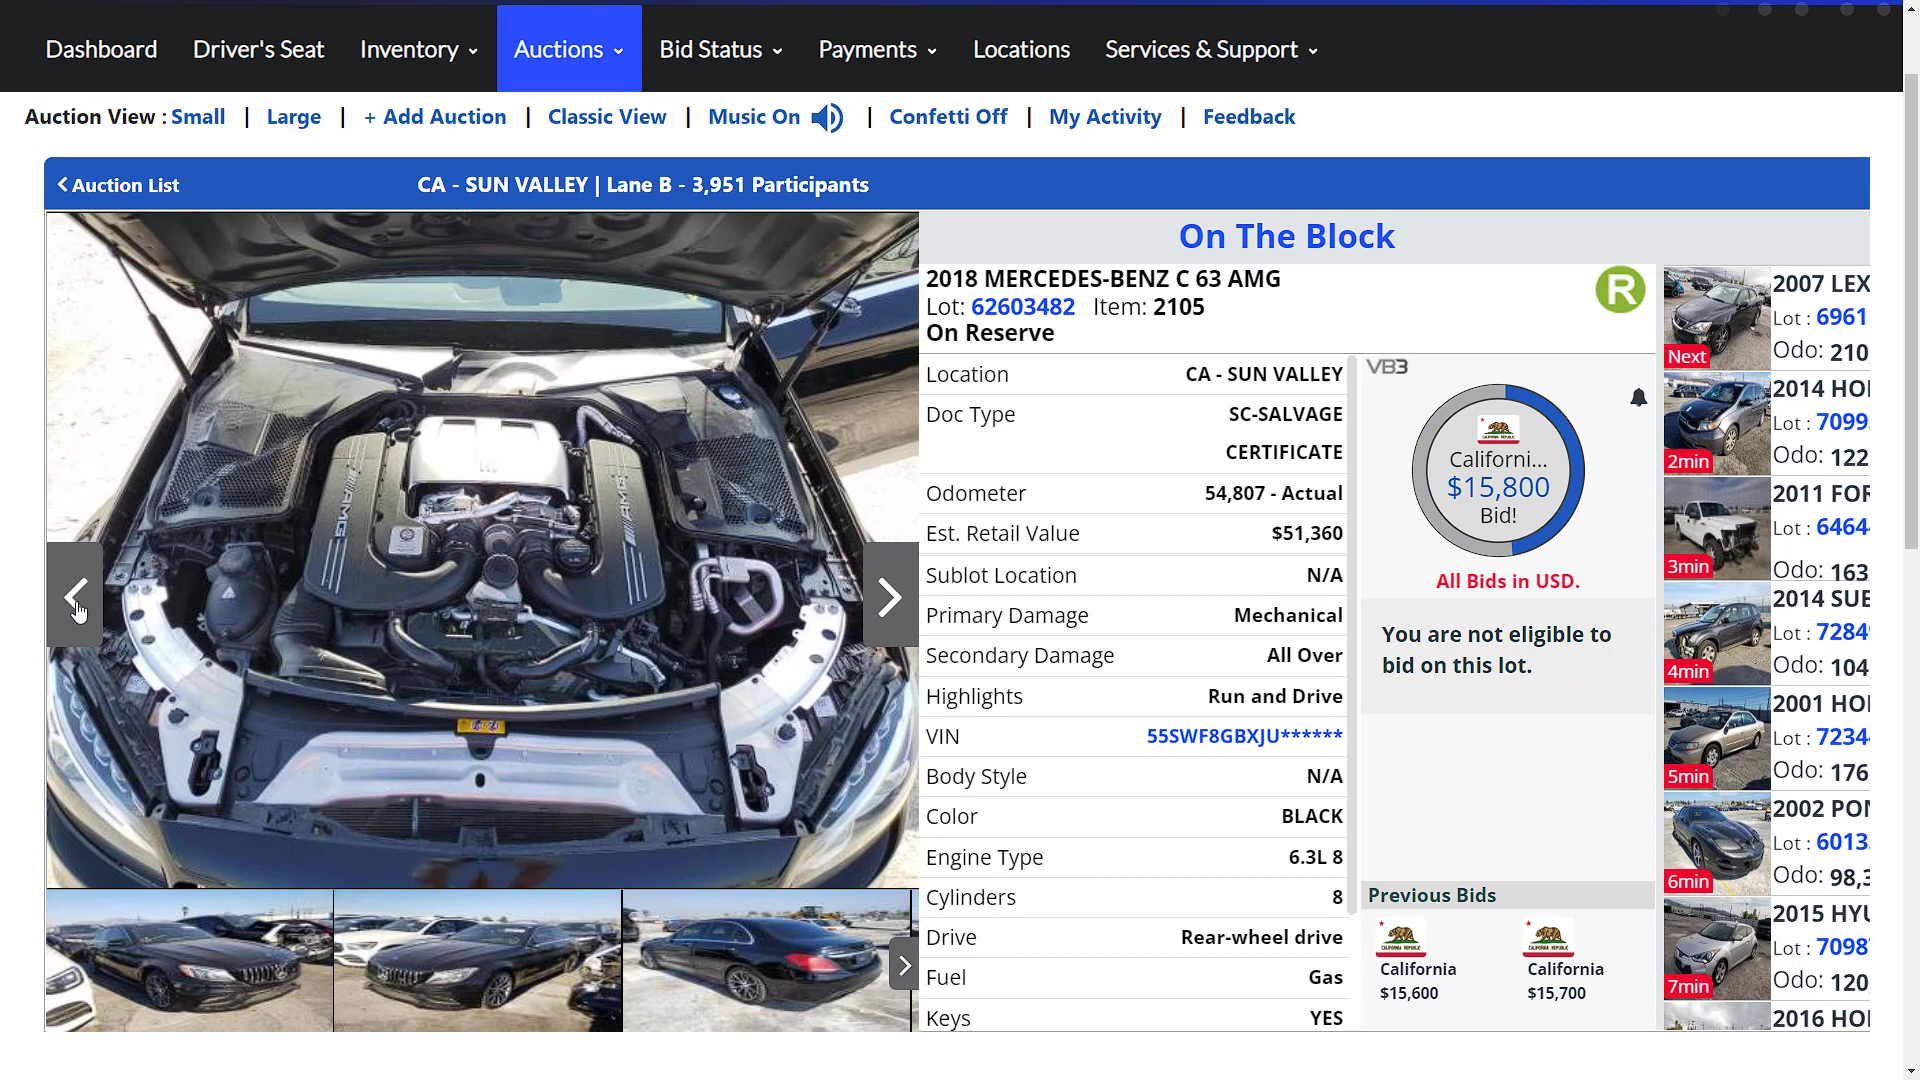 Dashboard
Driver's Seat
Inventory
Auctions
Bid Status
Payments
Locations
Services & Support
Auction View : Small | Large | + Add Auction | Classic View | Music On | Confetti Off | My Activity | Feedback
Auction List
CA - SUN VALLEY | Lane B - 3,951 Participants
On The Block
2018 MERCEDES-BENZ C 63 AMG
Lot: 62603482 Item: 2105
On Reserve
R
Location CA - SUN VALLEY
Doc Type SC-SALVAGE
CERTIFICATE
Odometer 54,807 - Actual
Est. Retail Value $51,360
Sublot Location N/A
Primary Damage Mechanical
Secondary Damage All Over
Highlights Run and Drive
VIN 55SWF8GBXJU******
Body Style N/A
Color BLACK
Engine Type 6.3L 8
Cylinders 8
Drive Rear-wheel drive
Fuel Gas
Keys YES
VB3
Californi...
$15,800
Bid!
All Bids in USD.
You are not eligible to
bid on this lot.
Previous Bids
California
$15,600
California
$15,700
2007 LEX
Lot : 6961
Odo: 210
Next
2014 HO
Lot : 7099
Odo: 122
2min
2011 FOR
Lot : 6464
Odo: 163
3min
2014 SUB
Lot : 7284
Odo: 104
4min
2001 HO
Lot : 7234
Odo: 176
5min
2002 PON
Lot : 6013
Odo: 98,3
6min
2015 HYU
Lot : 7098
Odo: 120
7min
2016 HO
AMG
AMG